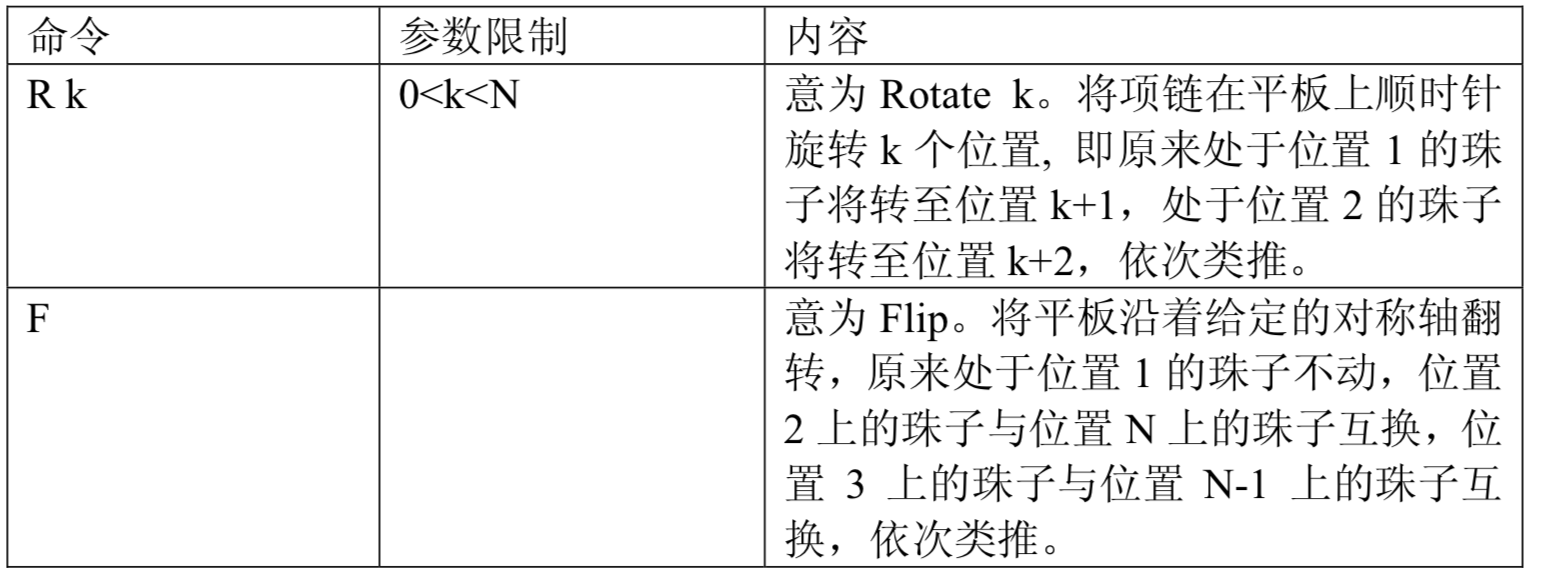 命令 参数限制 内容
R k 0<k<N 意为 Rotate k。将项链在平板上顺时针
旋转 k 个位置, 即原来处于位置 1 的珠
子将转至位置 k+1，处于位置 2 的珠子
将转至位置 k+2，依次类推。
F 意为 Flip。将平板沿着给定的对称轴翻
转，原来处于位置 1 的珠子不动，位置
2 上的珠子与位置 N 上的珠子互换，位
置 3 上的珠子与位置 N-1 上的珠子互
换，依次类推。